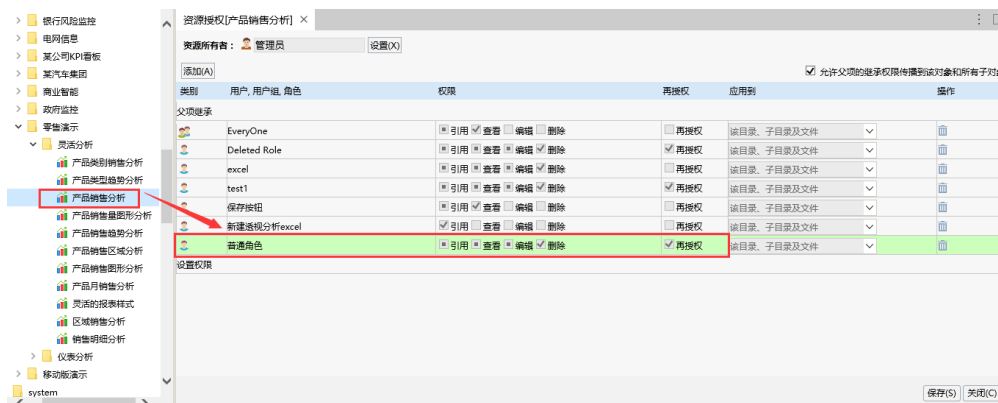 银行风险监控
电网信息
某公司KPI看板
某汽车集团
商业智能
政府监控
零售演示
灵活分析
产品类别销售分析
产品类型趋势分析
产品销售分析
产品销售量图形分析
产品销售趋势分析
产品销售区域分析
产品销售图形分析
产品月销售分析
灵活的报表样式
区域销售分析
销售明细分析
仪表分析
移动版演示
system
资源授权[产品销售分析] ×
资源所有者： 管理员 设置(X)
添加(A) 允许父项的继承权限传播到该对象和所有子对
类别 用户, 用户组, 角色 权限 再授权 应用到 操作
父项继承
EveryOne 引用 查看 编辑 删除 再授权 该目录、子目录及文件
Deleted Role 引用 查看 编辑 删除 再授权 该目录、子目录及文件
excel 引用 查看 编辑 删除 再授权 该目录、子目录及文件
test1 引用 查看 编辑 删除 再授权 该目录、子目录及文件
保存按钮 引用 查看 编辑 删除 再授权 该目录、子目录及文件
新建透视分析excel 引用 查看 编辑 删除 再授权 该目录、子目录及文件
普通角色 引用 查看 编辑 删除 再授权 该目录、子目录及文件
设置权限
保存(S) 关闭(C)